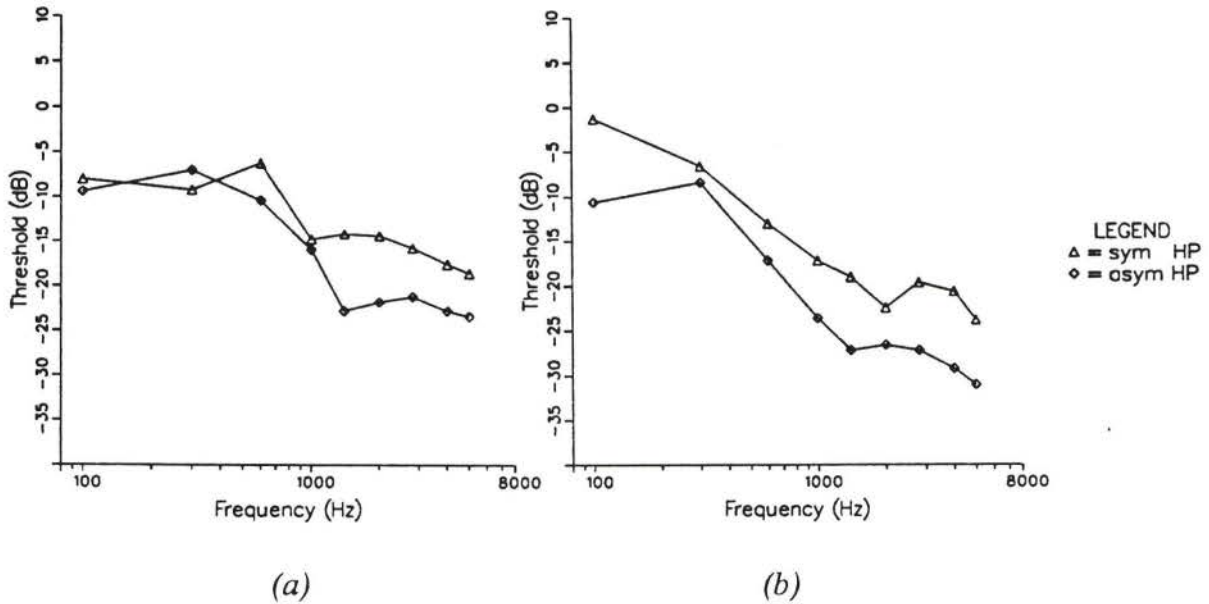 10
5
0
-5
-10
-15
-20
-25
-30
-35
Threshold (dB)
100
1000
8000
Frequency (Hz)
(a)
10
5
0
-5
-10
-15
-20
-25
-30
-35
Threshold (dB)
100
1000
8000
Frequency (Hz)
(b)
LEGEND
△ = sym HP
◇ = asym HP